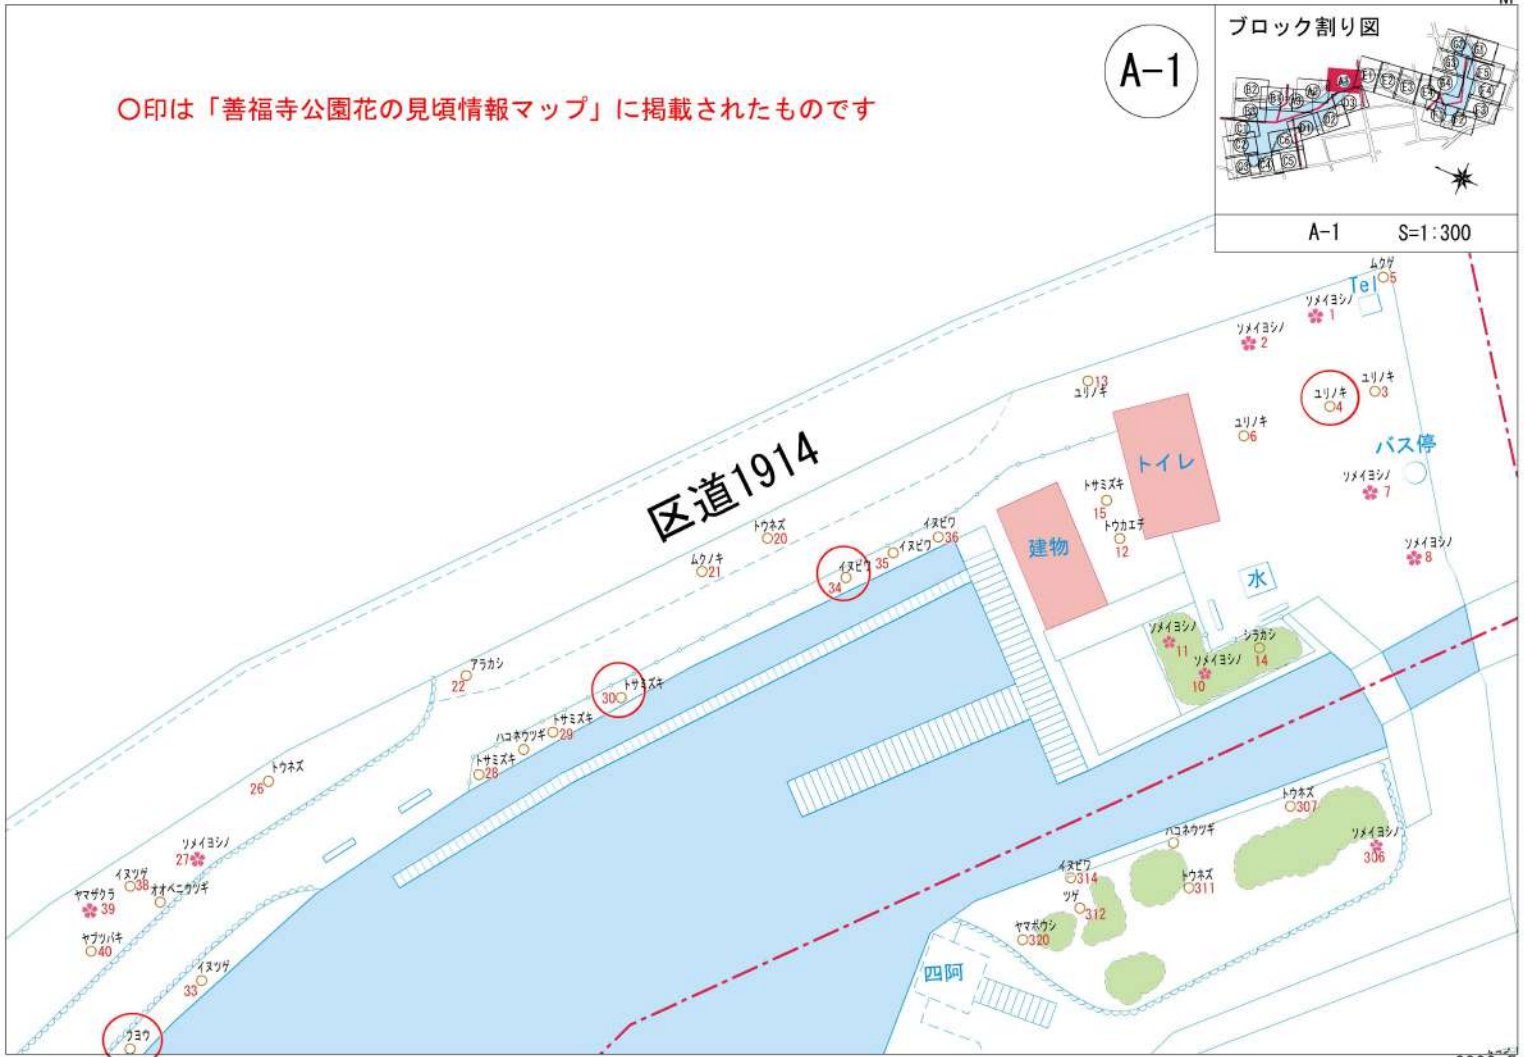 〇印は「善福寺公園花の見頃情報マップ」に掲載されたものです
A-1
ブロック割り図
A-1 S=1:300
ムクゲ
5
Tel
ソメイヨシノ
1
ソメイヨシノ
2
ユリノキ
3
ユリノキ
4
13
ユリノキ
ユリノキ
6
バス停
ソメイヨシノ
7
ソメイヨシノ
8
トイレ
トサミズキ
15
トウカエデ
12
建物
水
区道1914
トウネズ
20
ムクノキ
21
イヌビワ
36
イヌビワ
35
イヌビワ
34
ソメイヨシノ
11
ソメイヨシノ
10
シラカシ
14
アラカシ
22
トサミズキ
30
トサミズキ
29
ハコネウツギ
トサミズキ
28
トウネズ
26
ソメイヨシノ
27
イヌツゲ
38
オオベニウツギ
ヤマザクラ
39
ヤブツバキ
40
イヌツゲ
33
トウネズ
307
ソメイヨシノ
306
ハコネウツギ
トウネズ
311
イヌビワ
314
ツゲ
312
ヤマボウシ
320
四阿